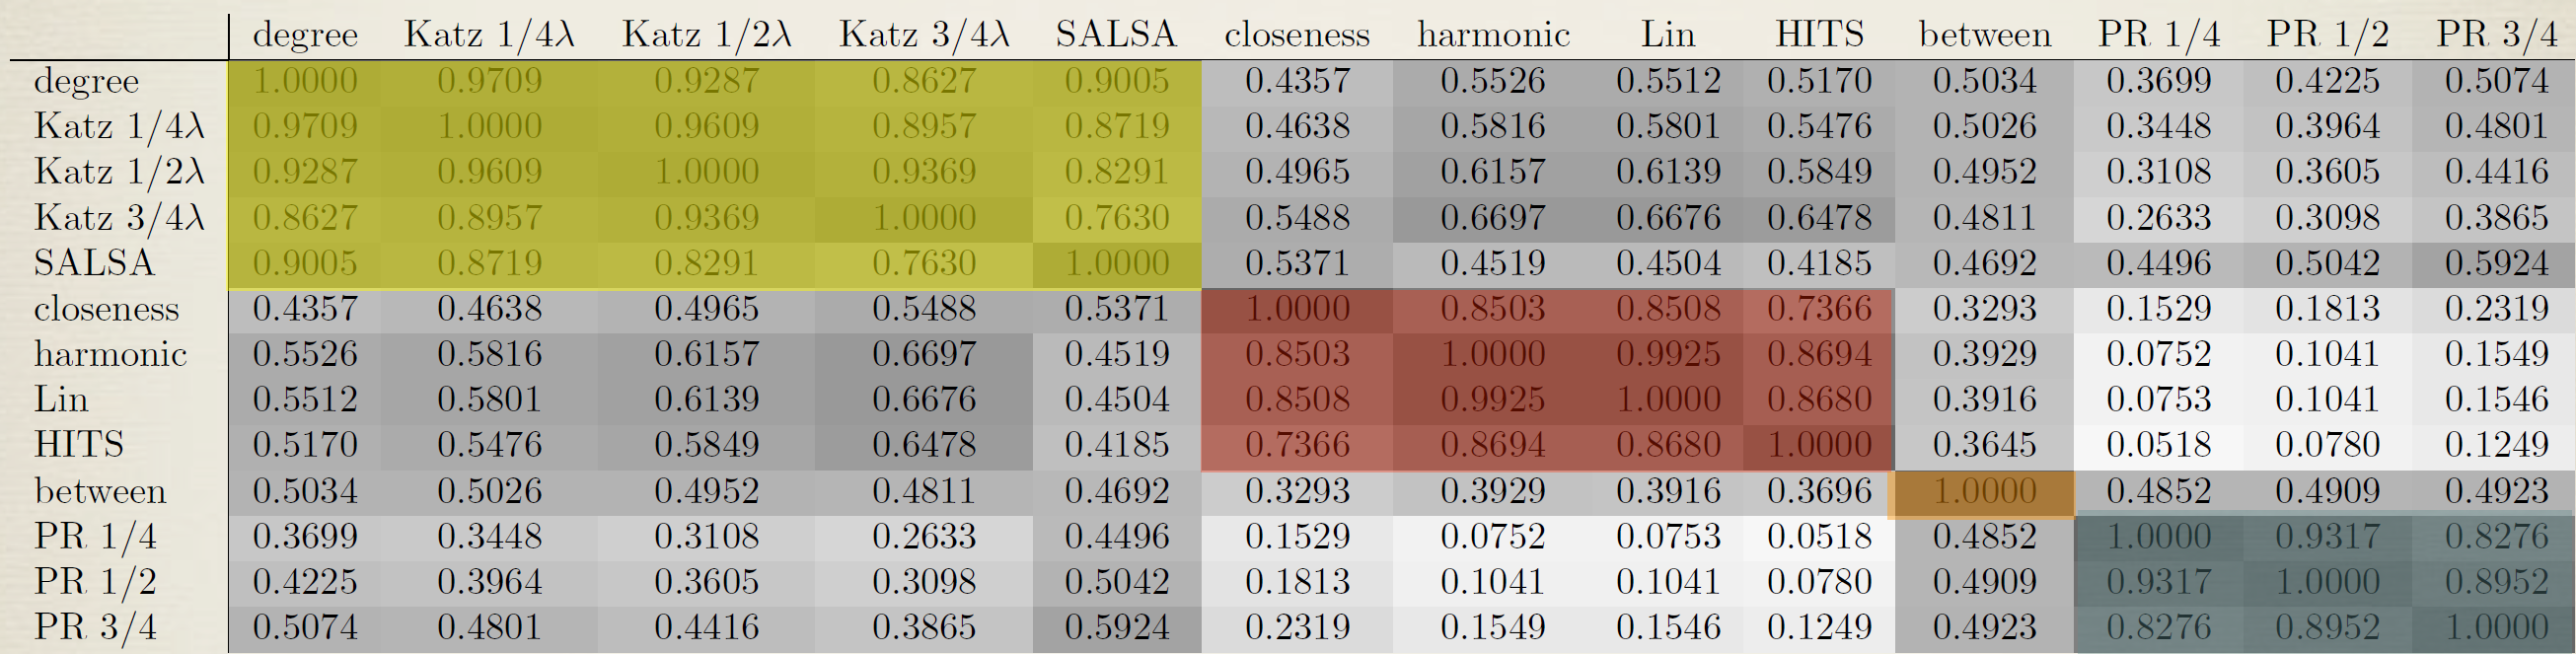 degree Katz 1/4λ Katz 1/2λ Katz 3/4λ SALSA closeness harmonic Lin HITS between PR 1/4 PR 1/2 PR 3/4
degree 1.0000 0.9709 0.9287 0.8627 0.9005 0.4357 0.5526 0.5512 0.5170 0.5034 0.3699 0.4225 0.5074
Katz 1/4λ 0.9709 1.0000 0.9609 0.8957 0.8719 0.4638 0.5816 0.5801 0.5476 0.5026 0.3448 0.3964 0.4801
Katz 1/2λ 0.9287 0.9609 1.0000 0.9369 0.8291 0.4965 0.6157 0.6139 0.5849 0.4952 0.3108 0.3605 0.4416
Katz 3/4λ 0.8627 0.8957 0.9369 1.0000 0.7630 0.5488 0.6697 0.6676 0.6478 0.4811 0.2633 0.3098 0.3865
SALSA 0.9005 0.8719 0.8291 0.7630 1.0000 0.5371 0.4519 0.4504 0.4185 0.4692 0.4496 0.5042 0.5924
closeness 0.4357 0.4638 0.4965 0.5488 0.5371 1.0000 0.8503 0.8508 0.7366 0.3293 0.1529 0.1813 0.2319
harmonic 0.5526 0.5816 0.6157 0.6697 0.4519 0.8503 1.0000 0.9925 0.8694 0.3929 0.0752 0.1041 0.1549
Lin 0.5512 0.5801 0.6139 0.6676 0.4504 0.8508 0.9925 1.0000 0.8680 0.3916 0.0753 0.1041 0.1546
HITS 0.5170 0.5476 0.5849 0.6478 0.4185 0.7366 0.8694 0.8680 1.0000 0.3645 0.0518 0.0780 0.1249
between 0.5034 0.5026 0.4952 0.4811 0.4692 0.3293 0.3929 0.3916 0.3696 1.0000 0.4852 0.4909 0.4923
PR 1/4 0.3699 0.3448 0.3108 0.2633 0.4496 0.1529 0.0752 0.0753 0.0518 0.4852 1.0000 0.9317 0.8276
PR 1/2 0.4225 0.3964 0.3605 0.3098 0.5042 0.1813 0.1041 0.1041 0.0780 0.4909 0.9317 1.0000 0.8952
PR 3/4 0.5074 0.4801 0.4416 0.3865 0.5924 0.2319 0.1549 0.1546 0.1249 0.4923 0.8276 0.8952 1.0000